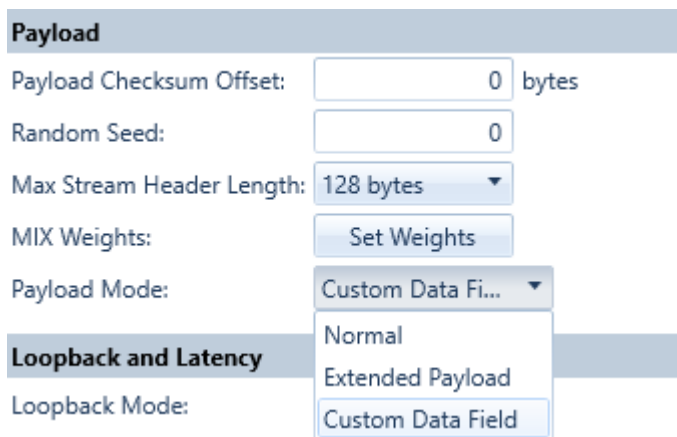 Payload
Payload Checksum Offset: 0 bytes
Random Seed: 0
Max Stream Header Length: 128 bytes
MIX Weights: Set Weights
Payload Mode: Custom Data Fi...
Normal
Loopback and Latency
Extended Payload
Loopback Mode:
Custom Data Field